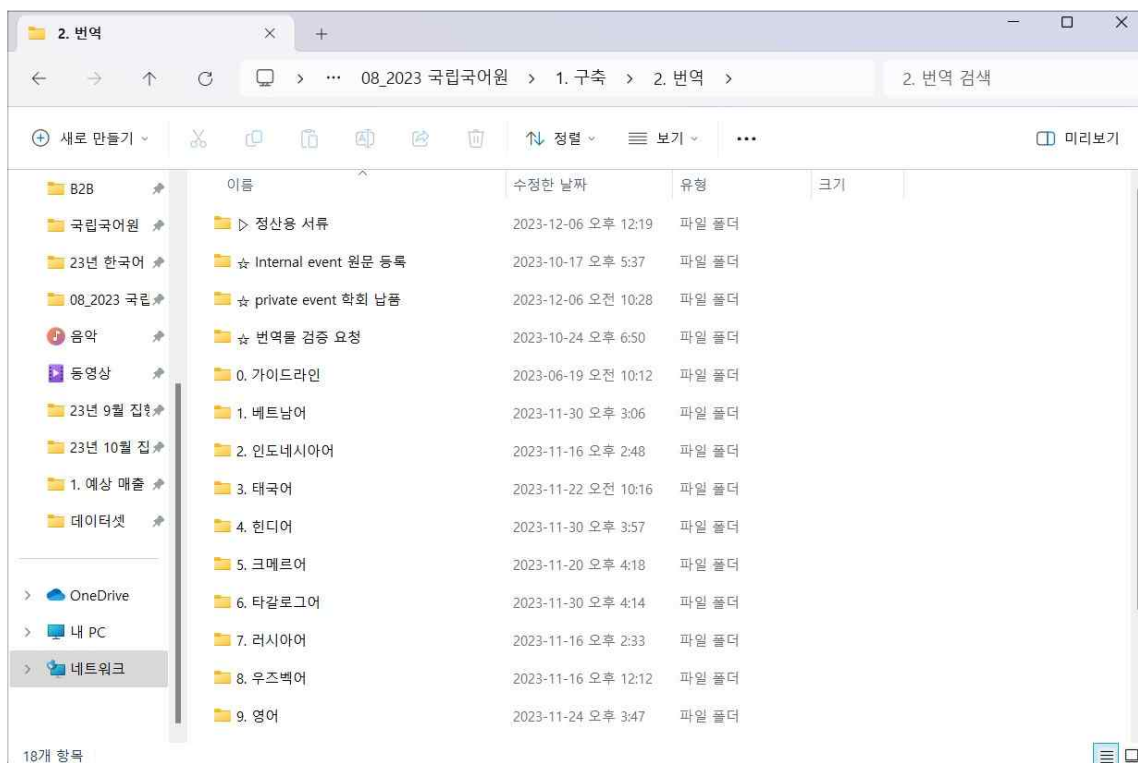 2. 번역
08_2023 국립국어원 > 1. 구축 > 2. 번역 >
2. 번역 검색
새로 만들기
정렬
보기
미리보기
이름 수정한 날짜 유형 크기
B2B
국립국어원
23년 한국어
08_2023 국립
음악
동영상
23년 9월 집행
23년 10월 집
1. 예상 매출
데이터셋
OneDrive
내 PC
네트워크
▷ 정산용 서류 2023-12-06 오후 12:19 파일 폴더
☆ Internal event 원문 등록 2023-10-17 오후 5:37 파일 폴더
☆ private event 학회 납품 2023-12-06 오전 10:28 파일 폴더
☆ 번역물 검증 요청 2023-10-24 오후 6:50 파일 폴더
0. 가이드라인 2023-06-19 오전 10:12 파일 폴더
1. 베트남어 2023-11-30 오후 3:06 파일 폴더
2. 인도네시아어 2023-11-16 오후 2:48 파일 폴더
3. 태국어 2023-11-22 오전 10:16 파일 폴더
4. 힌디어 2023-11-30 오후 3:57 파일 폴더
5. 크메르어 2023-11-20 오후 4:18 파일 폴더
6. 타갈로그어 2023-11-30 오후 4:14 파일 폴더
7. 러시아어 2023-11-16 오후 2:33 파일 폴더
8. 우즈벡어 2023-11-16 오후 12:12 파일 폴더
9. 영어 2023-11-24 오후 3:47 파일 폴더
18개 항목